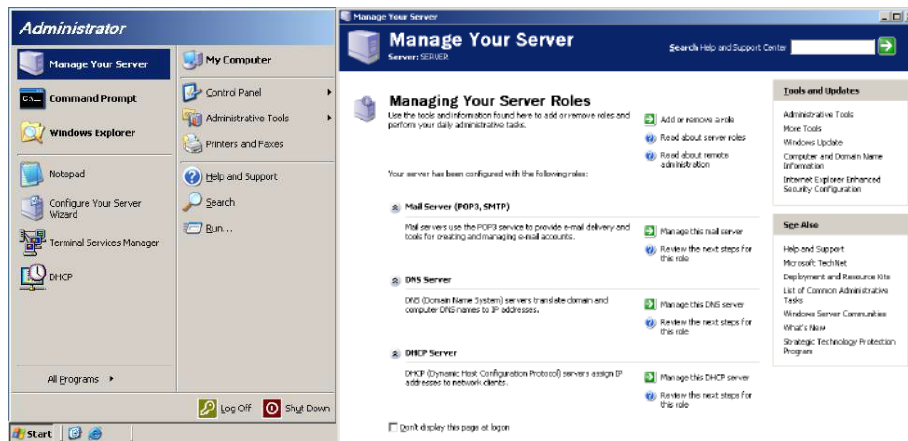 Administrator
Manage Your Server
Command Prompt
Windows Explorer
Notepad
Configure Your Server
Wizard
Terminal Services Manager
DHCP
All Programs
My Computer
Control Panel
Administrative Tools
Printers and Faxes
Help and Support
Search
Run...
Log Off
Shut Down
Start
Manage Your Server
Manage Your Server
Server: SERVER
Search Help and Support Center
Managing Your Server Roles
Use the tools and information found here to add or remove roles and
perform your daily administrative tasks.
Your server has been configured with the following roles:
Add or remove a role
Read about server roles
Read about remote
administration
Mail Server (POP3, SMTP)
Mail servers use the POP3 service to provide e-mail delivery and
tools for creating and managing e-mail accounts.
Manage this mail server
Review the next steps for
this role
DNS Server
DNS (Domain Name System) servers translate domain and
computer DNS names to IP addresses.
Manage this DNS server
Review the next steps for
this role
DHCP Server
DHCP (Dynamic Host Configuration Protocol) servers assign IP
addresses to network clients.
Manage this DHCP server
Review the next steps for
this role
Don't display this page at logon
Tools and Updates
Administrative Tools
More Tools
Windows Update
Computer and Domain Name
Information
Internet Explorer Enhanced
Security Configuration
See Also
Help and Support
Microsoft TechNet
Deployment and Resource Kits
List of Common Administrative
Tasks
Windows Server Communities
What's New
Strategic Technology Protection
Program